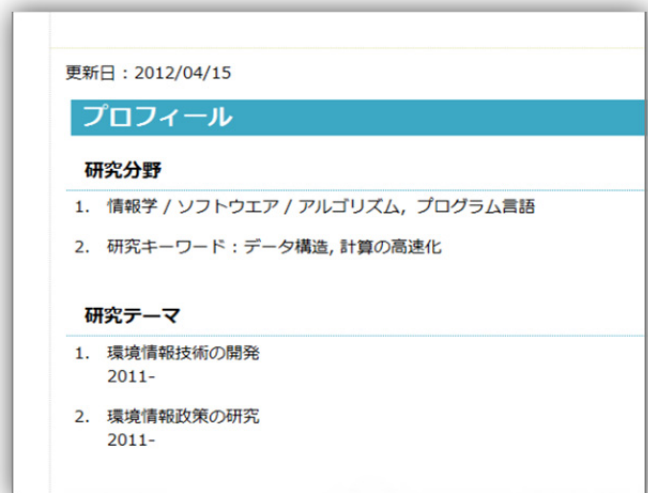 更新日：2012/04/15
プロフィール
研究分野
1. 情報学 / ソフトウエア / アルゴリズム, プログラム言語
2. 研究キーワード：データ構造, 計算の高速化
研究テーマ
1. 環境情報技術の開発
2011-
2. 環境情報政策の研究
2011-